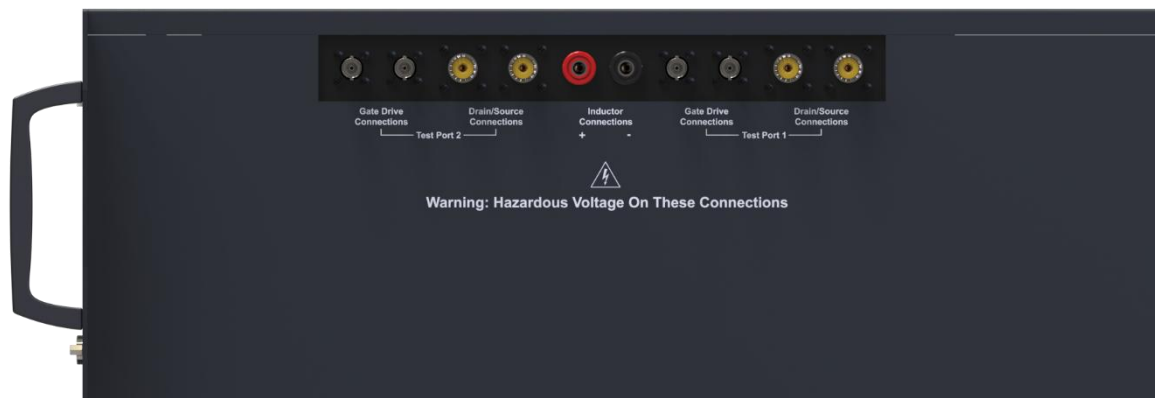 Gate Drive
Connections
Drain/Source
Connections
Test Port 2
Inductor
Connections
+ -
Gate Drive
Connections
Drain/Source
Connections
Test Port 1
Warning: Hazardous Voltage On These Connections